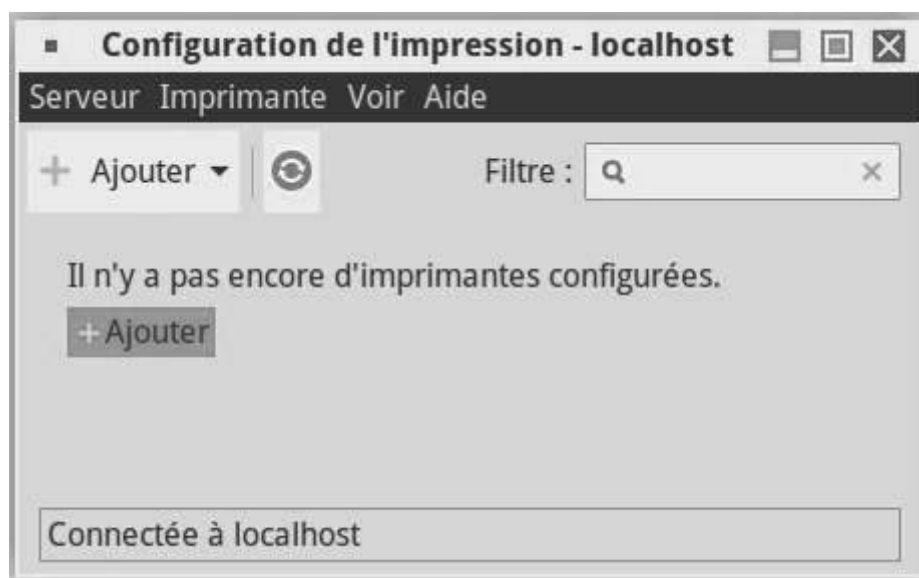 Configuration de l'impression - localhost
Serveur Imprimante Voir Aide
Ajouter Filtre :
Il n'y a pas encore d'imprimantes configurées.
+Ajouter
Connectée à localhost